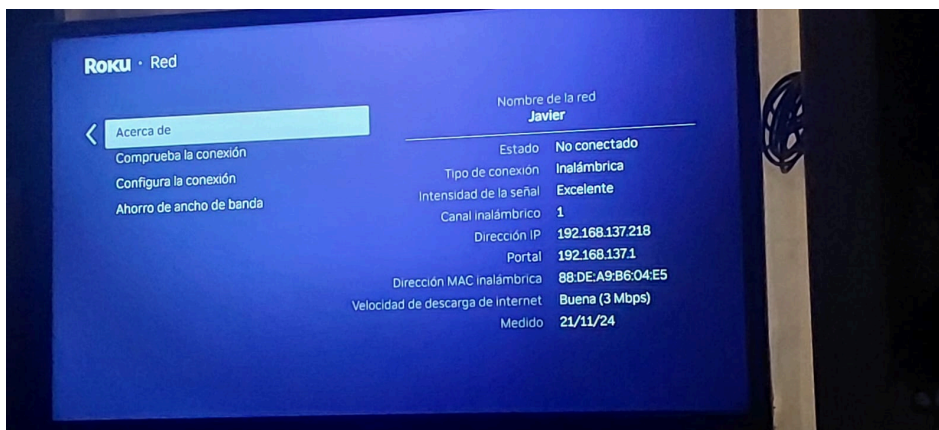 Roku · Red
Acerca de
Comprueba la conexión
Configura la conexión
Ahorro de ancho de banda
Nombre de la red
Javier
Estado No conectado
Tipo de conexión Inalámbrica
Intensidad de la señal Excelente
Canal inalámbrico 1
Dirección IP 192.168.137.218
Portal 192.168.137.1
Dirección MAC inalámbrica 88:DE:A9:B6:04:E5
Velocidad de descarga de internet Buena (3 Mbps)
Medido 21/11/24